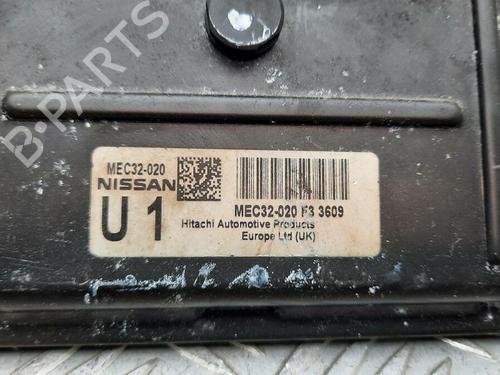 B-PARTS
MEC32-020
NISSAN
U 1
MEC32-020 F3 3609
Hitachi Automotive Products
Europe Ltd (UK)